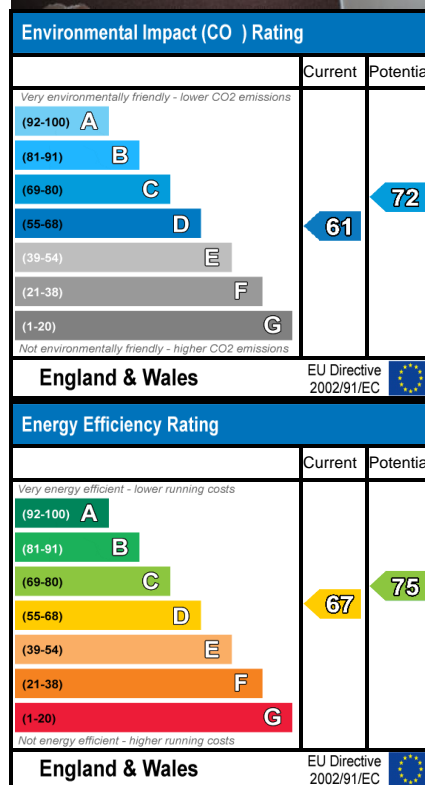 Environmental Impact (CO ) Rating
Current Potentia
Very environmentally friendly - lower CO2 emissions
(92-100) A
(81-91) B
(69-80) C
72
(55-68) D
61
(39-54) E
(21-38) F
(1-20) G
Not environmentally friendly - higher CO2 emissions
England & Wales
EU Directive
2002/91/EC
Energy Efficiency Rating
Current Potentia
Very energy efficient - lower running costs
(92-100) A
(81-91) B
(69-80) C
75
(55-68) D
67
(39-54) E
(21-38) F
(1-20) G
Not energy efficient - higher running costs
England & Wales
EU Directive
2002/91/EC